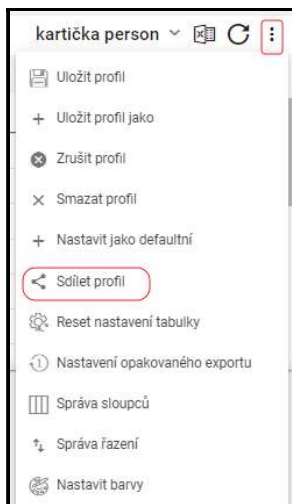 kartička person
Uložit profil
Uložit profil jako
Zrušit profil
Smazat profil
Nastavit jako defaultní
Sdílet profil
Reset nastavení tabulky
Nastavení opakovaného exportu
Správa sloupců
Správa řazení
Nastavit barvy